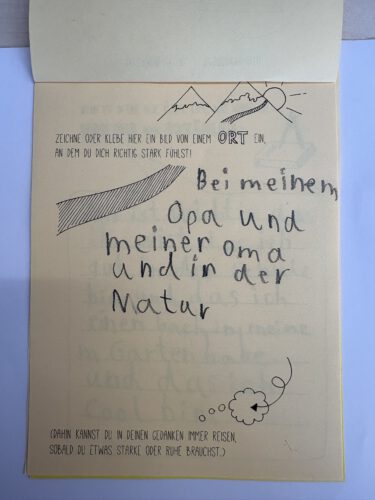 ZEICHNE ODER KLEBE HIER EIN BILD VON EINEM ORT EIN,
AN DEM DU DICH RICHTIG STARK FÜHLST!
Bei meinem
Opa und
meiner oma
und in der
Natur
(DAHIN KANNST DU IN DEINEN GEDANKEN IMMER REISEN,
SOBALD DU ETWAS STÄRKE ODER RUHE BRAUCHST.)